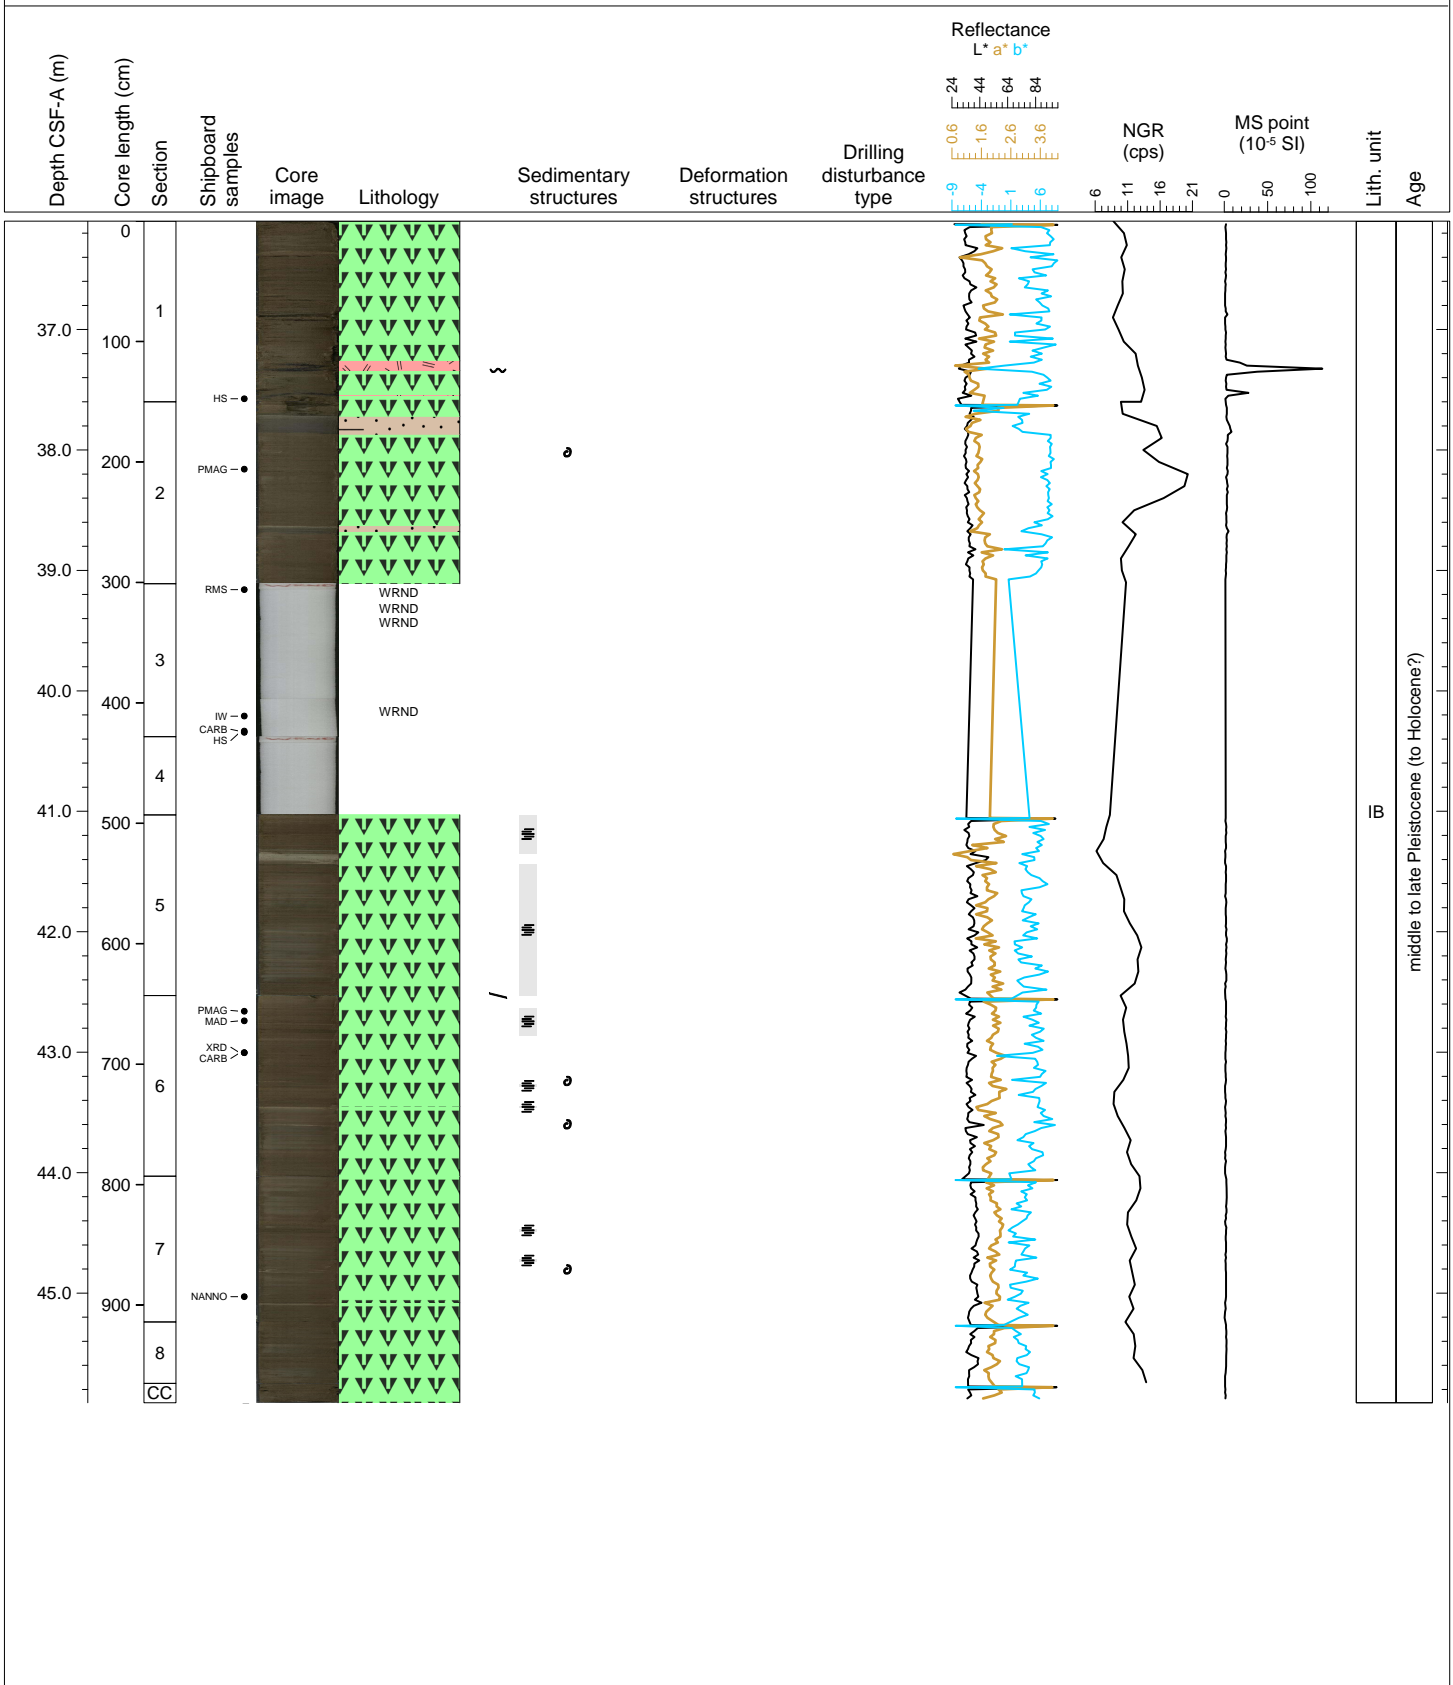 Depth CSF-A (m)
Core length (cm)
Section
Shipboard
samples
Core
image
Lithology
Sedimentary
structures
Deformation
structures
Drilling
disturbance
type
Reflectance
L* a* b*
24 44 64 84
0.6 1.6 2.6 3.6
-9 -4 1 6
NGR
(cps)
6 11 16 21
MS point
(10⁻⁵ SI)
0 50 100
Lith. unit
Age
0
1
37.0
100
HS
38.0
200
PMAG
2
39.0
300
RMS
WRND
WRND
WRND
3
40.0
400
IW
WRND
CARB
HS
4
41.0
500
IB
middle to late Pleistocene (to Holocene?)
5
42.0
600
PMAG
MAD
43.0
XRD
CARB
700
6
44.0
800
7
45.0
NANNO
900
8
CC